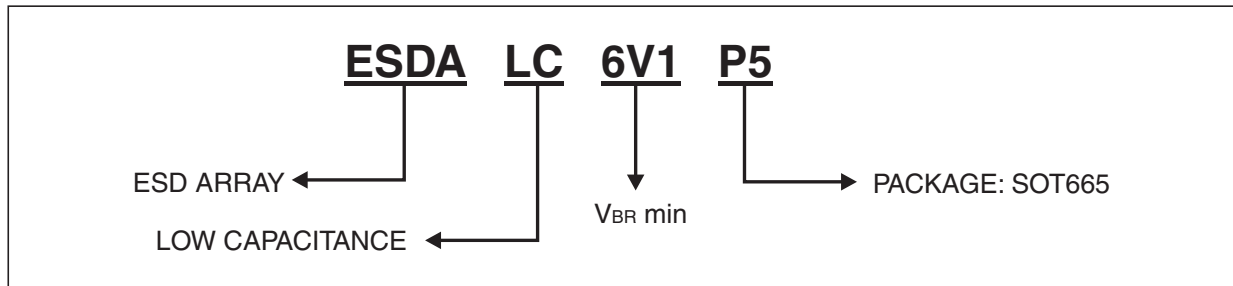 ESDA LC 6V1 P5
ESD ARRAY
PACKAGE: SOT665
VBR min
LOW CAPACITANCE